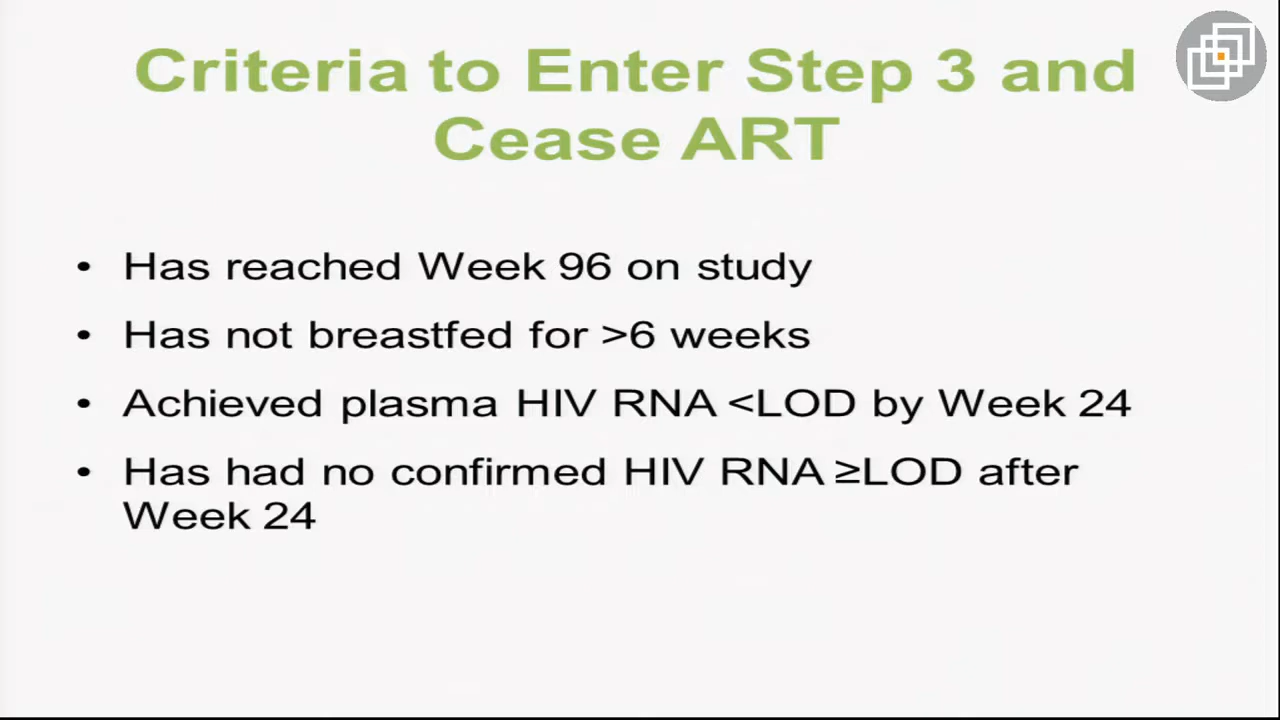 Criteria to Enter Step 3 and
Cease ART
• Has reached Week 96 on study
• Has not breastfed for >6 weeks
• Achieved plasma HIV RNA <LOD by Week 24
• Has had no confirmed HIV RNA ≥LOD after
Week 24